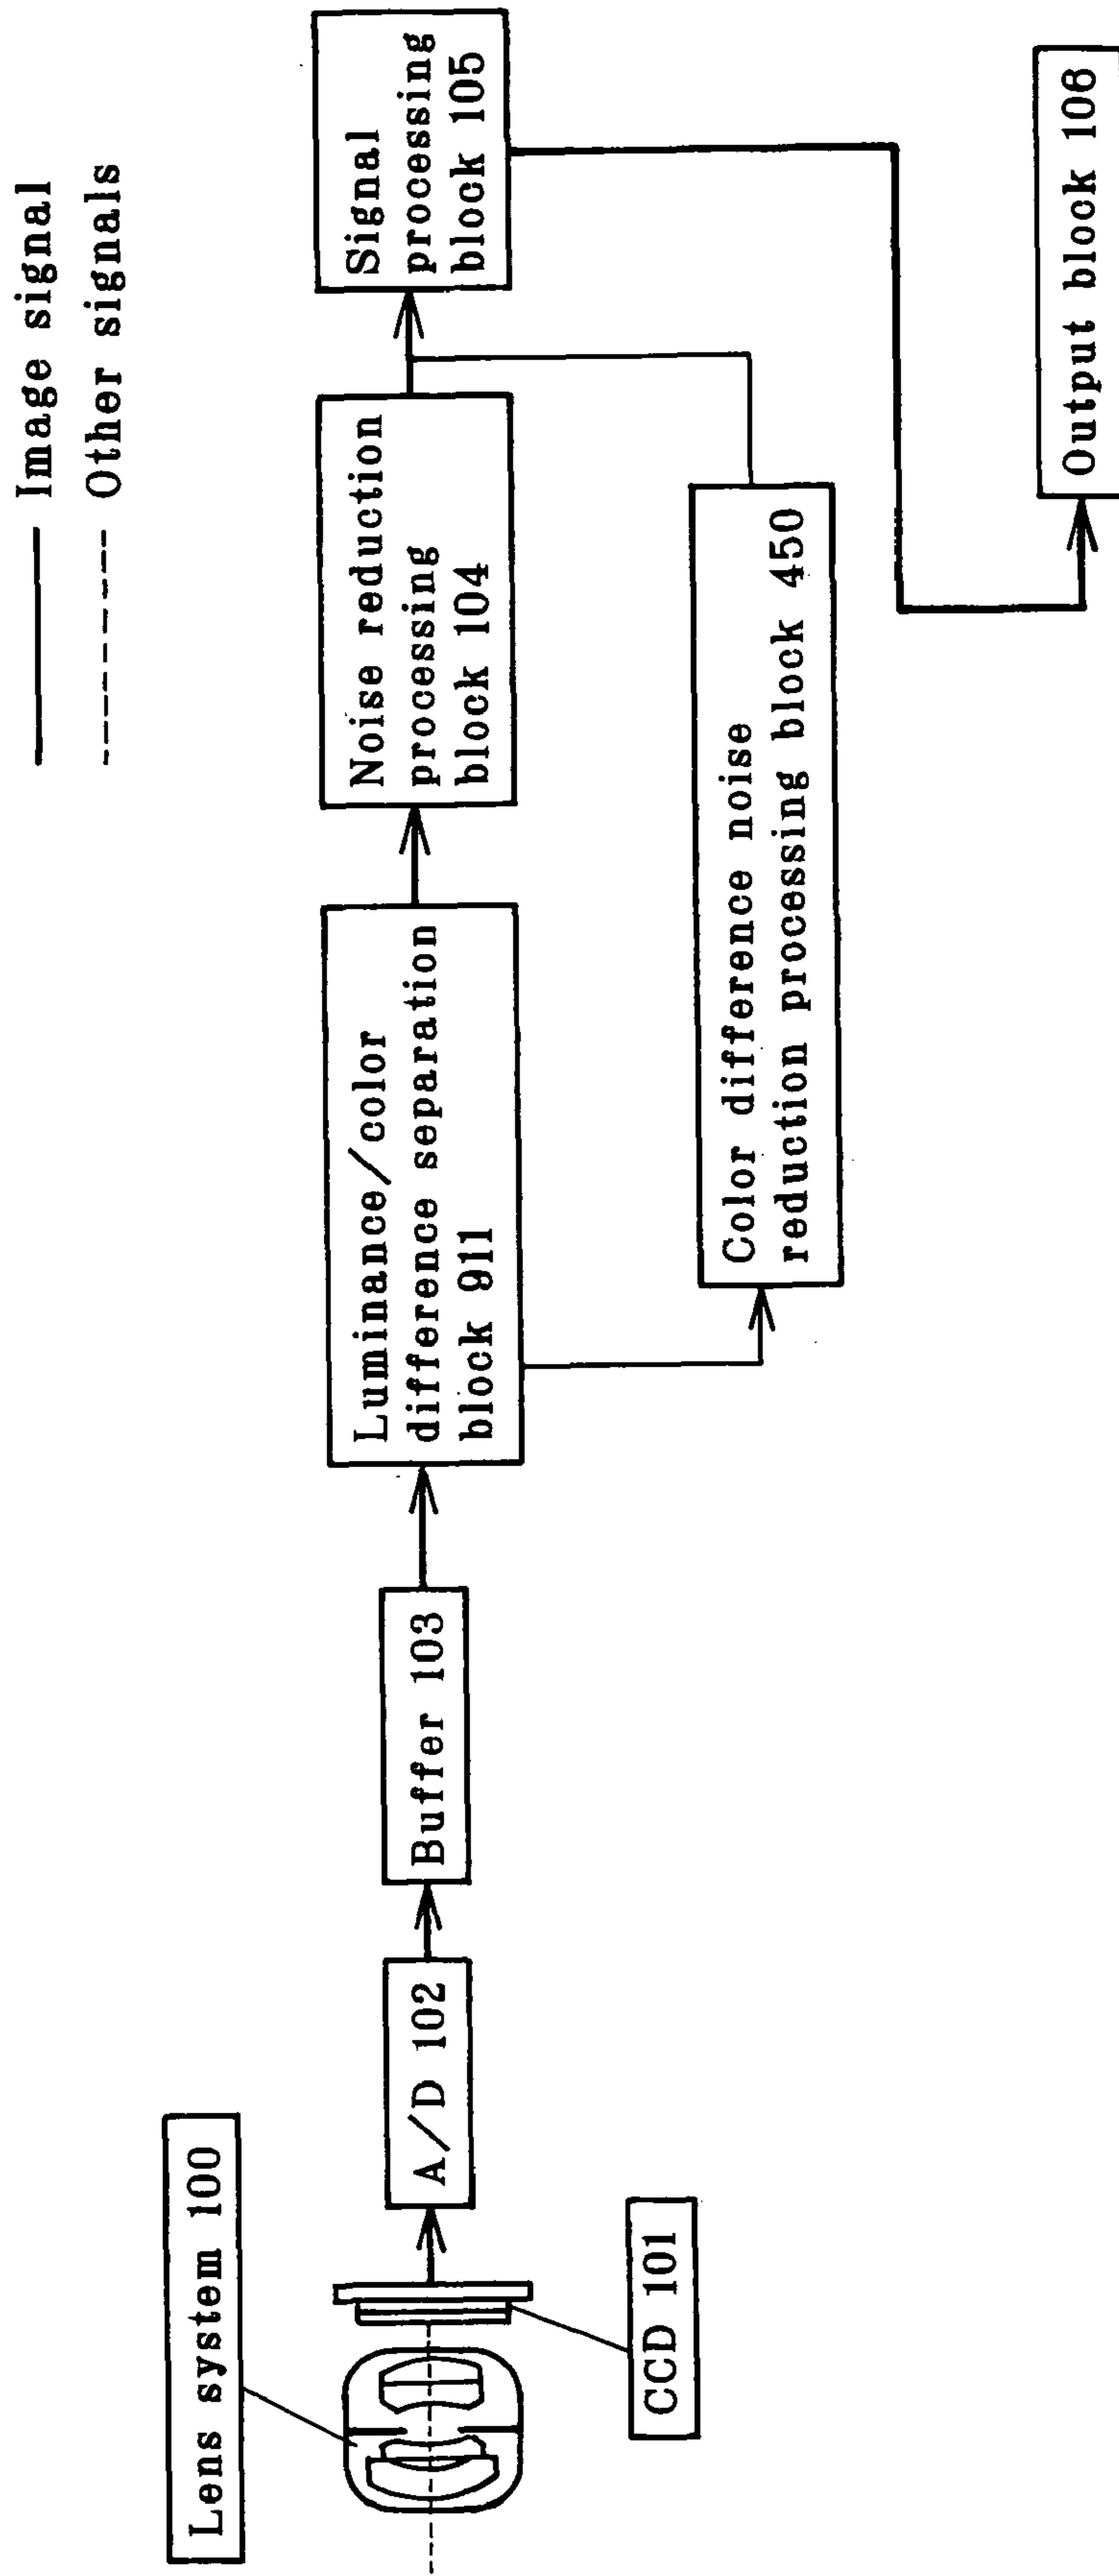 Image signal
Other signals
Lens system 100
CCD 101
A/D 102
Buffer 103
Luminance/color
difference separation
block 911
Noise reduction
processing
block 104
Signal
processing
block 105
Color difference noise
reduction processing block 450
Output block 106